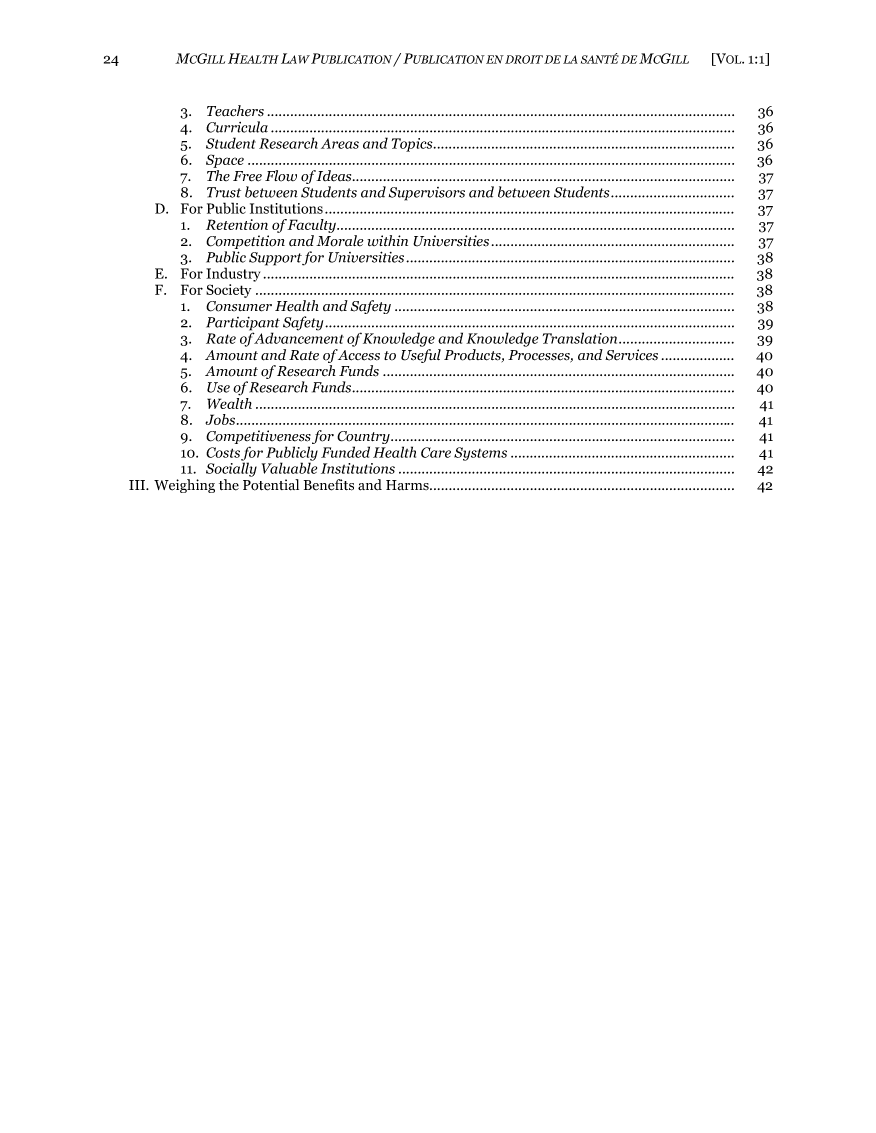 24 MCGILL HEALTH LAW PUBLICATION / PUBLICATION EN DROIT DE LA SANTÉ DE MCGILL [VOL. 1:1]
3. Teachers ........................................ 36
4. Curricula ........................................ 36
5. Student Research Areas and Topics........................................ 36
6. Space ........................................ 36
7. The Free Flow of Ideas........................................ 37
8. Trust between Students and Supervisors and between Students........................................ 37
D. For Public Institutions........................................ 37
1. Retention of Faculty........................................ 37
2. Competition and Morale within Universities........................................ 37
3. Public Support for Universities........................................ 38
E. For Industry........................................ 38
F. For Society ........................................ 38
1. Consumer Health and Safety ........................................ 38
2. Participant Safety........................................ 39
3. Rate of Advancement of Knowledge and Knowledge Translation........................................ 39
4. Amount and Rate of Access to Useful Products, Processes, and Services ................... 40
5. Amount of Research Funds ........................................ 40
6. Use of Research Funds........................................ 40
7. Wealth ........................................ 41
8. Jobs........................................ 41
9. Competitiveness for Country........................................ 41
10. Costs for Publicly Funded Health Care Systems ........................................ 41
11. Socially Valuable Institutions ........................................ 42
III. Weighing the Potential Benefits and Harms........................................ 42